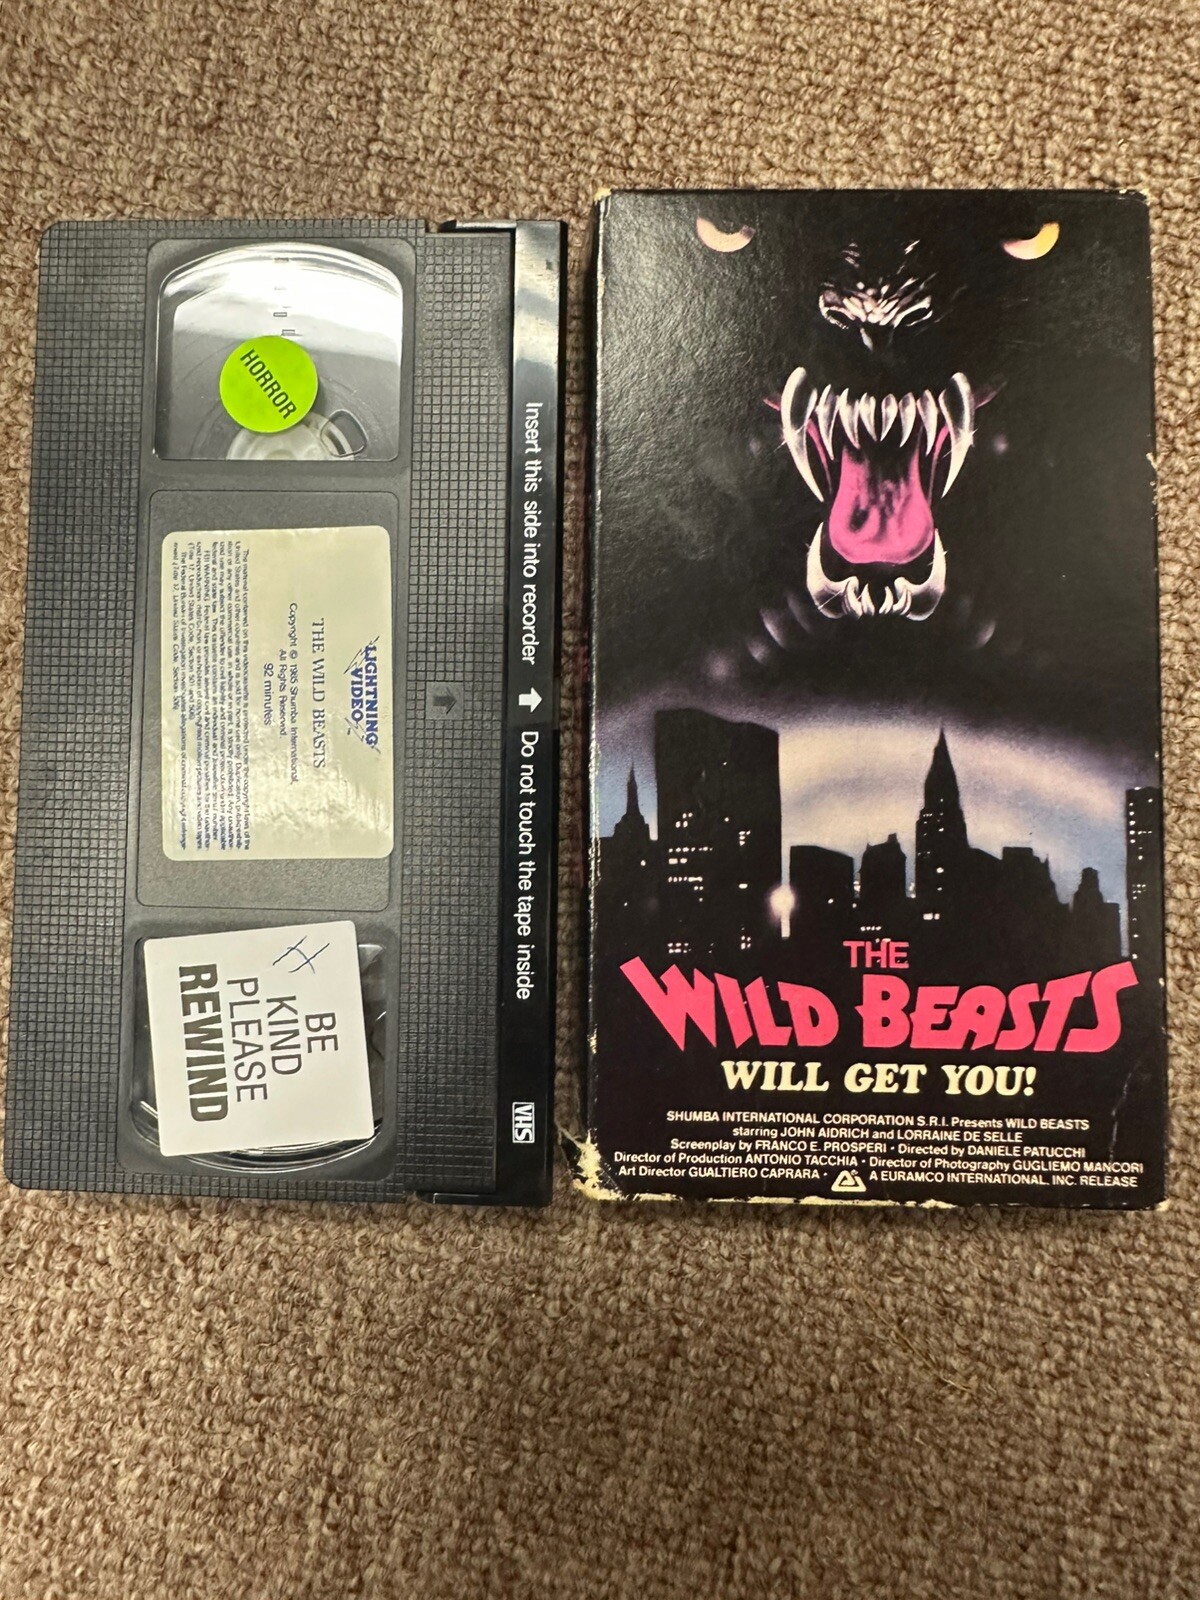 HORROR
LIGHTNING
VIDEO
THE WILD BEASTS
Copyright © 1985 Shumba International,
All Rights Reserved.
92 minutes
BE
KIND
PLEASE
REWIND
Insert this side into recorder
Do not touch the tape inside
VHS
THE
WILD BEASTS
WILL GET YOU!
SHUMBA INTERNATIONAL CORPORATION S.R.I. Presents WILD BEASTS
starring JOHN AIDRICH and LORRAINE DE SELLE
Screenplay by FRANCO E. PROSPERI • Directed by DANIELE PATUCCHI
Director of Production ANTONIO TACCHIA • Director of Photography GUGLIEMO MANCORI
Art Director GUALTIERO CAPRARA •
A EURAMCO INTERNATIONAL, INC. RELEASE